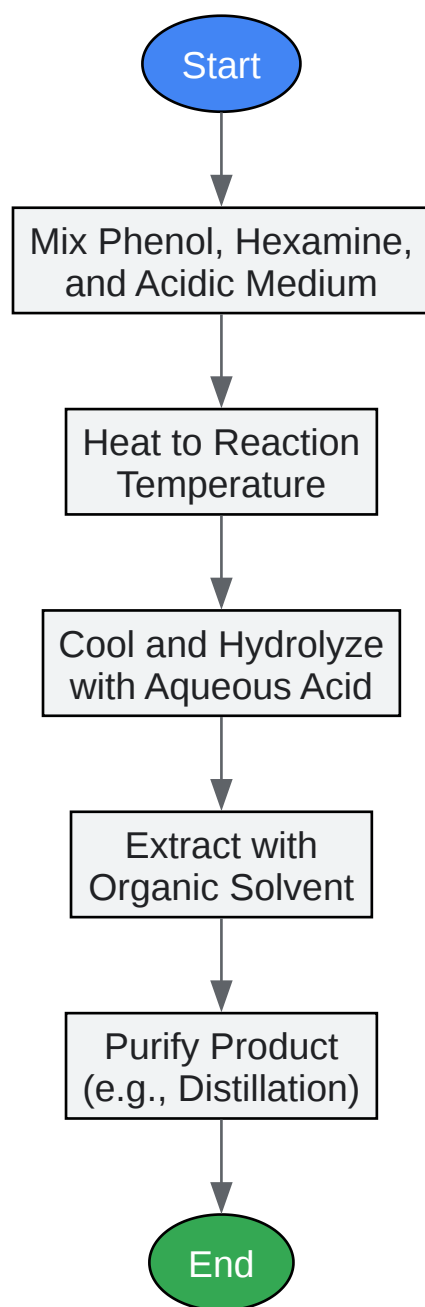 Start
Mix Phenol, Hexamine,
and Acidic Medium
Heat to Reaction
Temperature
Cool and Hydrolyze
with Aqueous Acid
Extract with
Organic Solvent
Purify Product
(e.g., Distillation)
End